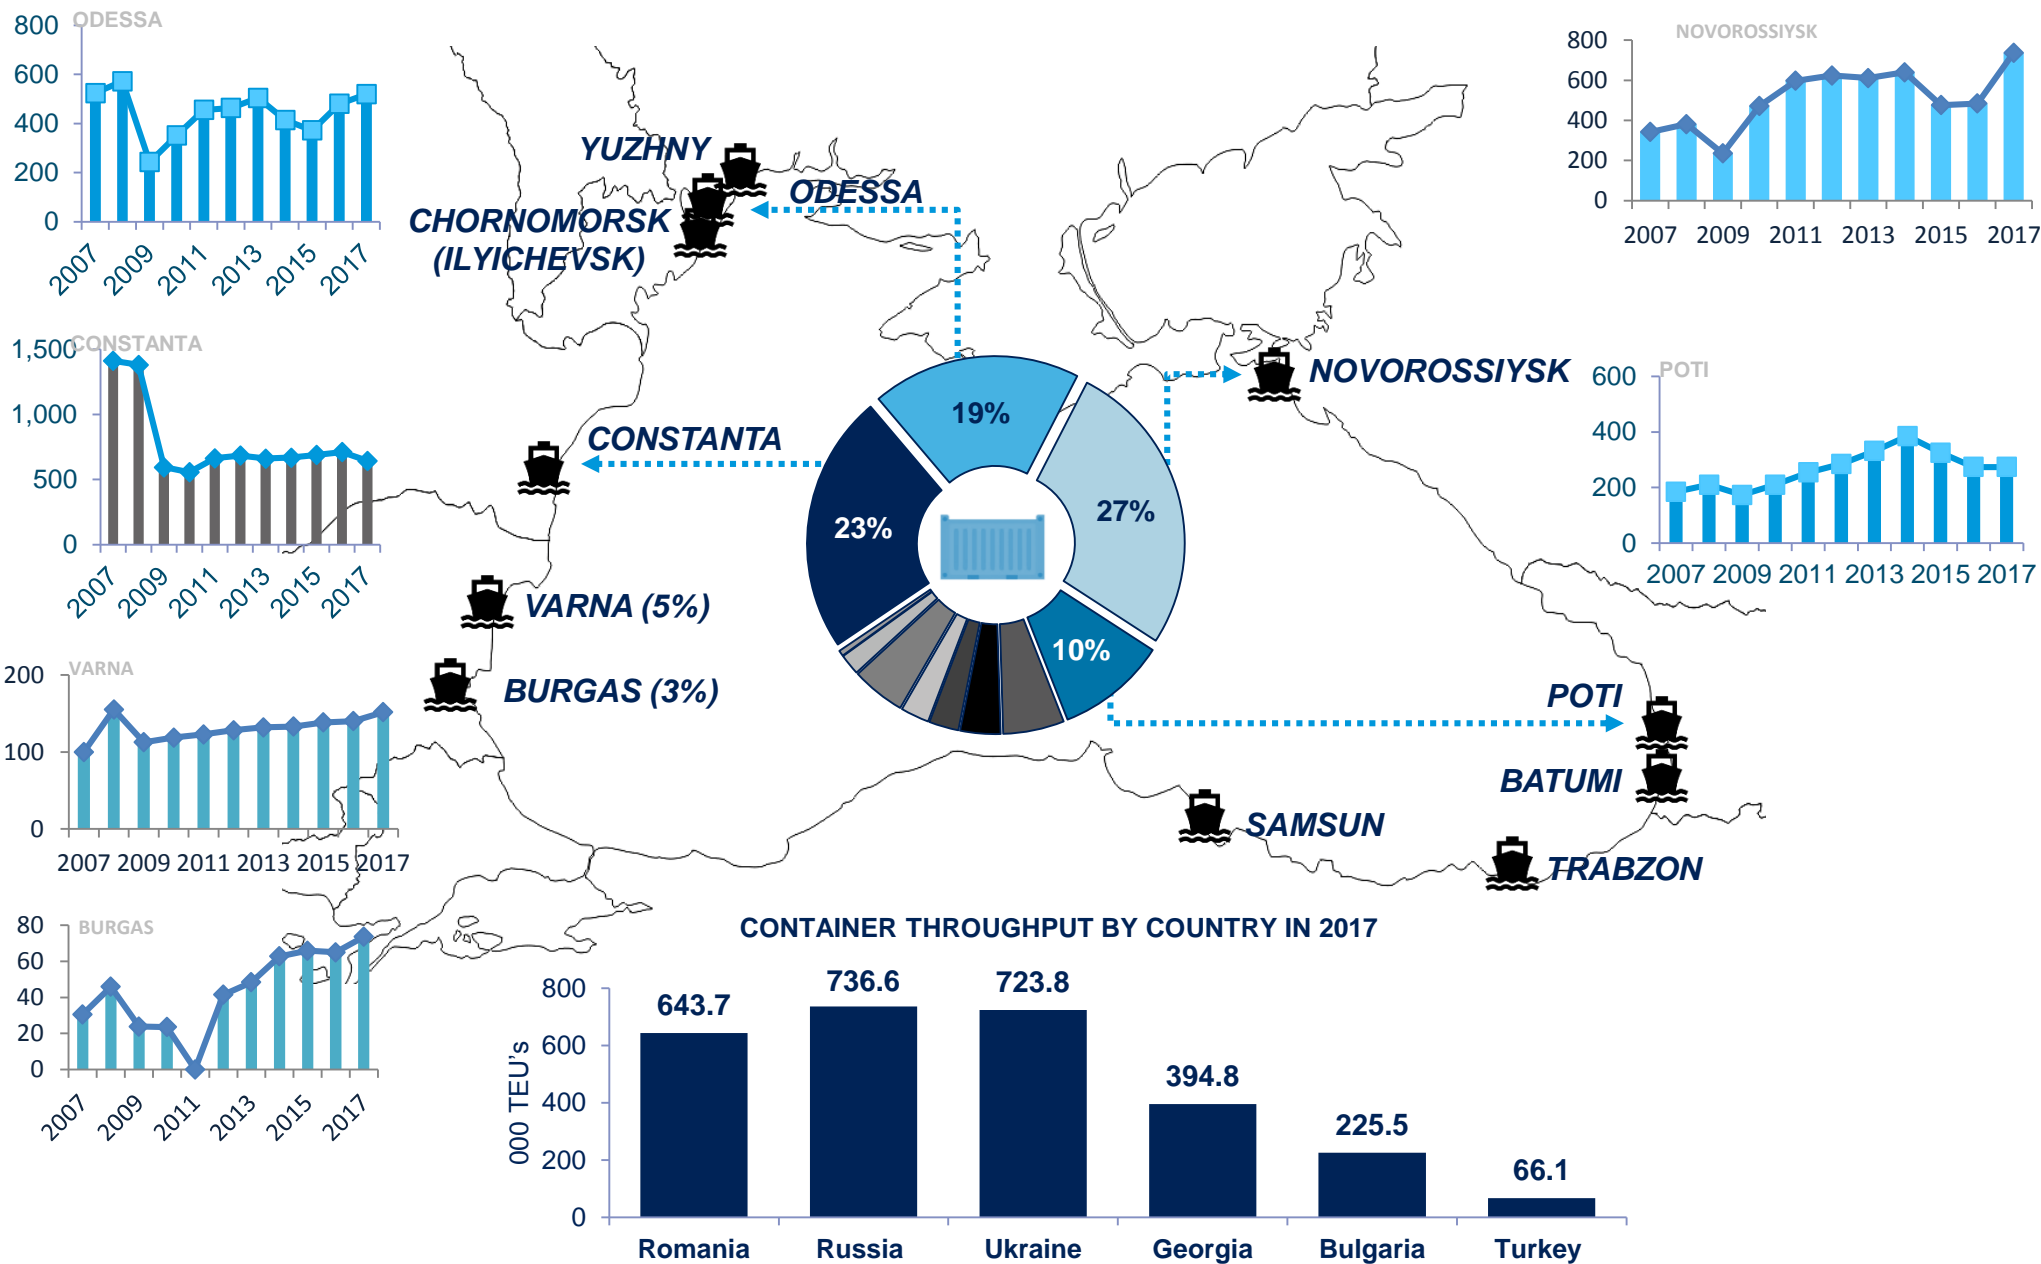 ODESSA
800
600
400
200
0
2007 2009 2011 2013 2015 2017
NOVOROSSIYSK
800
600
400
200
0
2007 2009 2011 2013 2015 2017
YUZHNY
ODESSA
CHORNOMORSK
(ILYICHEVSK)
CONSTANTA
1,500
1,000
500
0
2007 2009 2011 2013 2015 2017
NOVOROSSIYSK
POTI
600
400
200
0
2007 2009 2011 2013 2015 2017
CONSTANTA
19%
27%
23%
10%
VARNA (5%)
BURGAS (3%)
VARNA
200
100
0
2007 2009 2011 2013 2015 2017
POTI
BATUMI
SAMSUN
TRABZON
BURGAS
80
60
40
20
0
2007 2009 2011 2013 2015 2017
CONTAINER THROUGHPUT BY COUNTRY IN 2017
000 TEU's
800
600
400
200
0
643.7 736.6 723.8 394.8 225.5 66.1
Romania Russia Ukraine Georgia Bulgaria Turkey